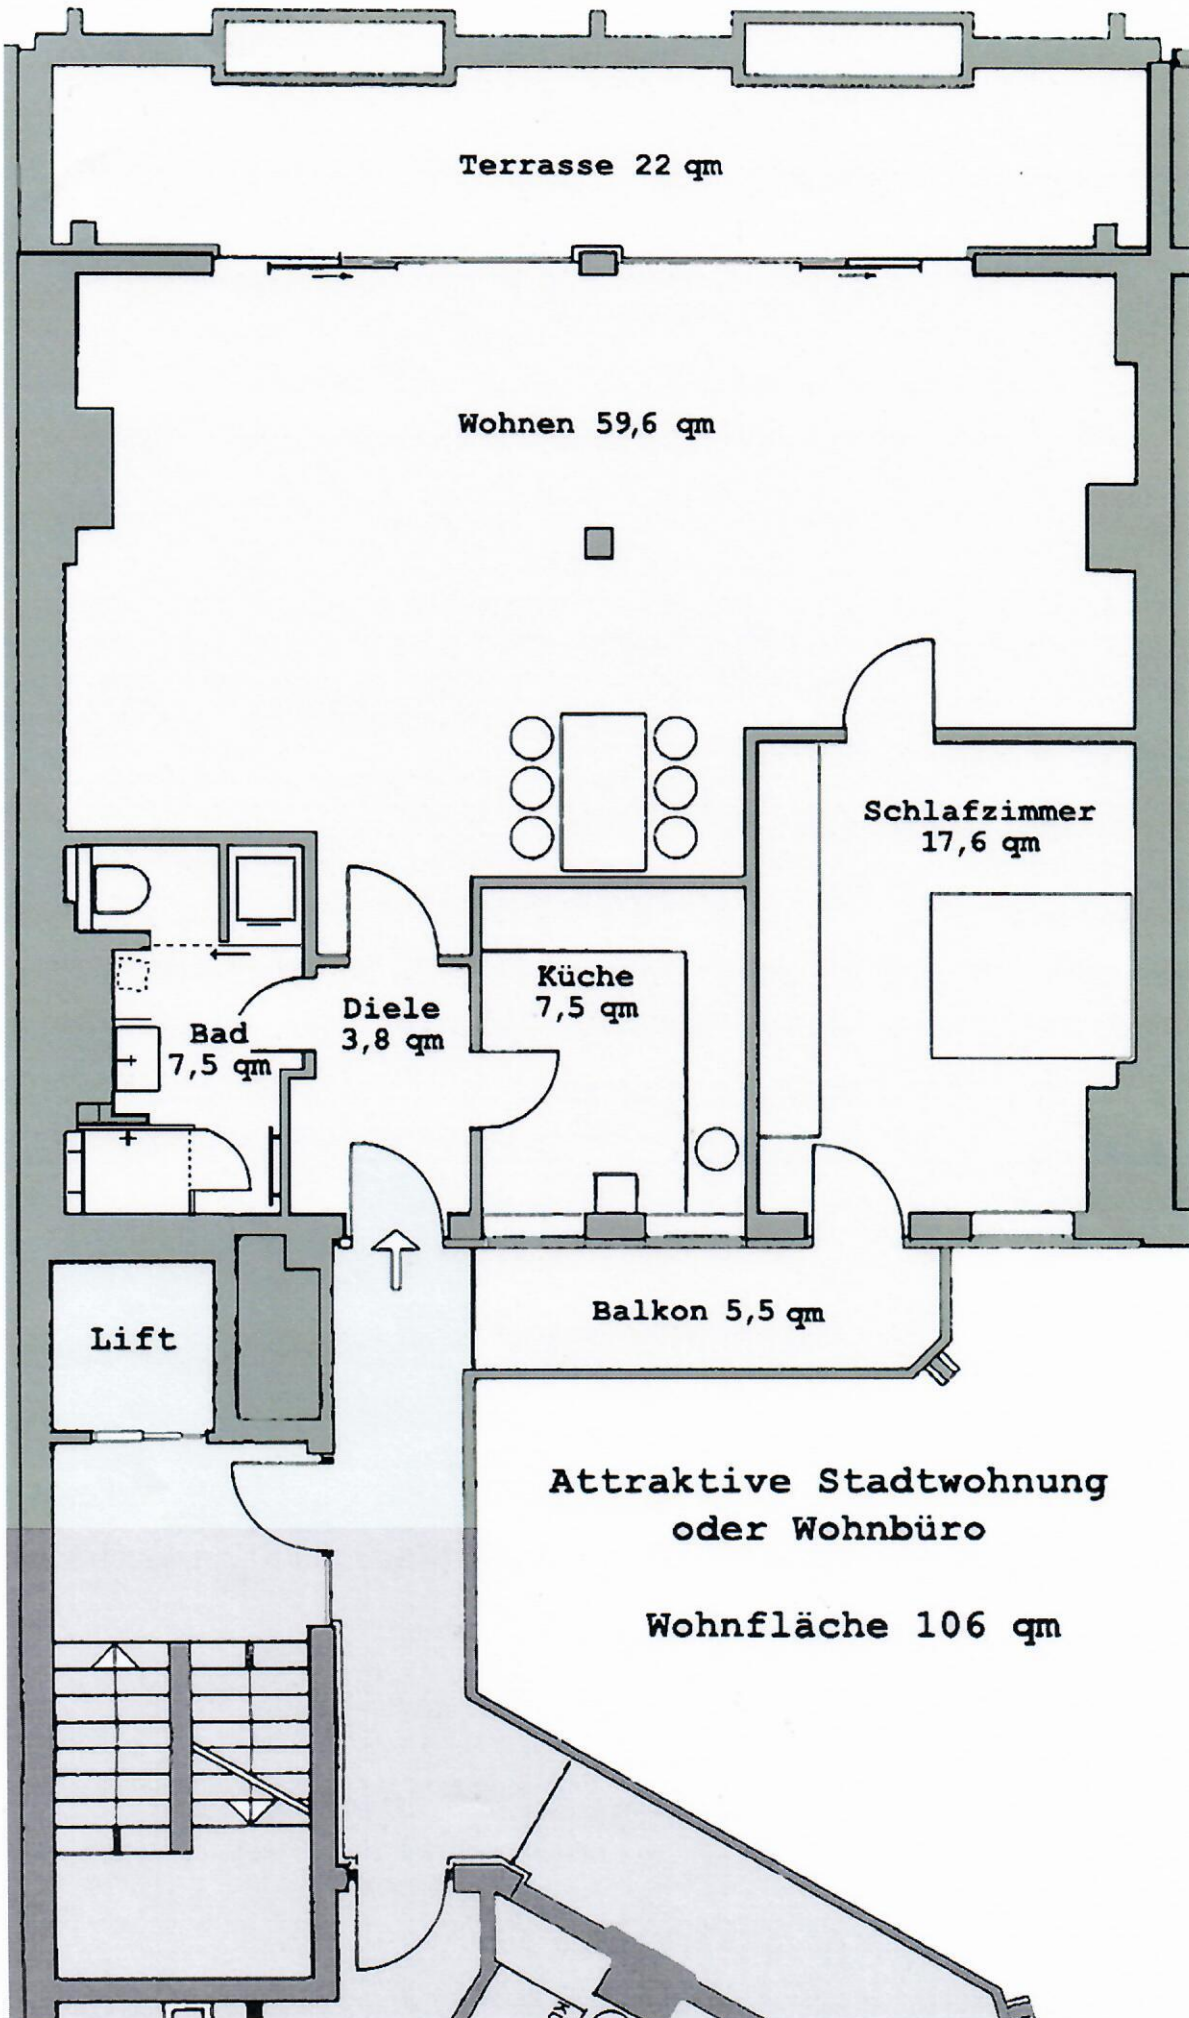 Terrasse 22 qm
Wohnen 59,6 qm
Schlafzimmer
17,6 qm
Küche
7,5 qm
Diele
3,8 qm
Bad
7,5 qm
Balkon 5,5 qm
Lift
Attraktive Stadtwohnung
oder Wohnbüro
Wohnfläche 106 qm